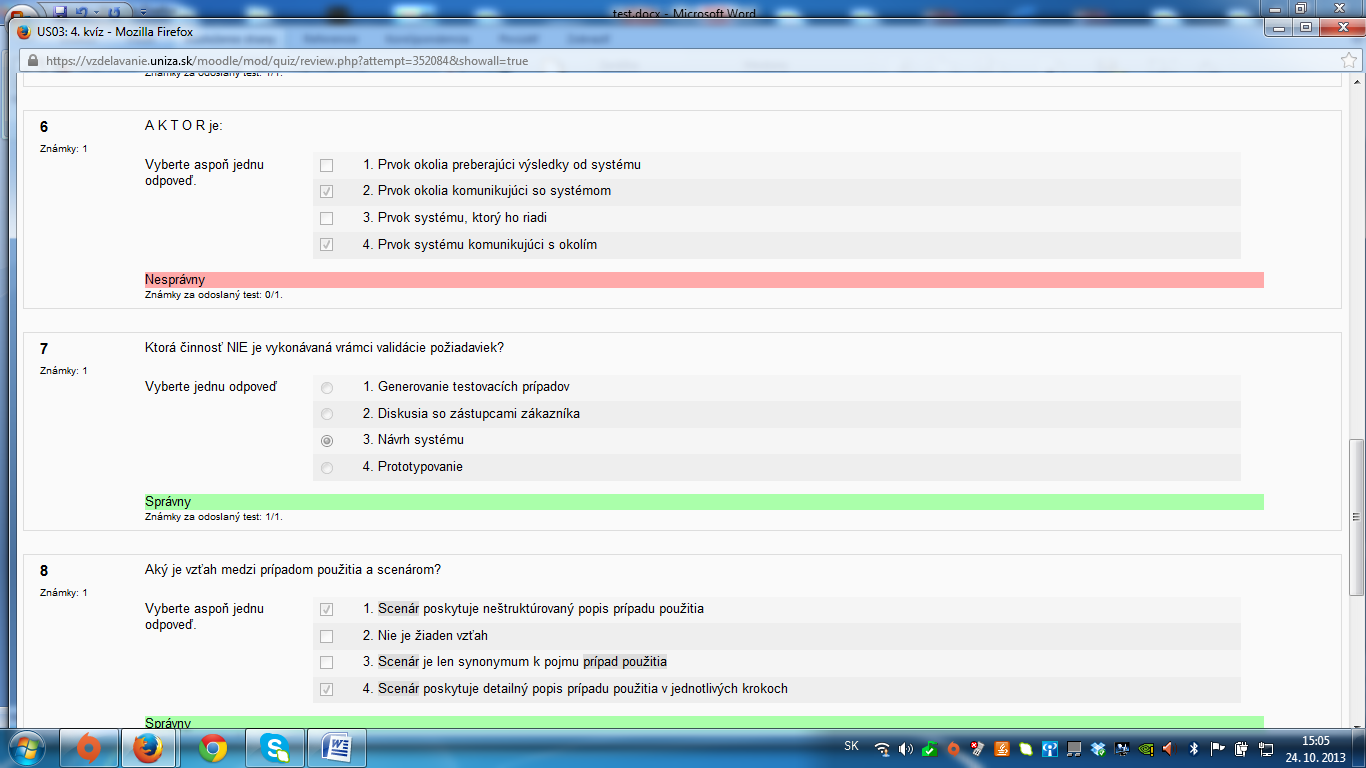 test.docx - Microsoft Word
US03: 4. kvíz - Mozilla Firefox
https://vzdelavanie.uniza.sk/moodle/mod/quiz/review.php?attempt=352084&showall=true
Známky za odoslaný test: 1/1.
6
A K T O R je:
Známky: 1
Vyberte aspoň jednu
odpoveď.
1. Prvok okolia preberajúci výsledky od systému
2. Prvok okolia komunikujúci so systémom
3. Prvok systému, ktorý ho riadi
4. Prvok systému komunikujúci s okolím
Nesprávny
Známky za odoslaný test: 0/1.
7
Ktorá činnosť NIE je vykonávaná vrámci validácie požiadaviek?
Známky: 1
Vyberte jednu odpoveď
1. Generovanie testovacích prípadov
2. Diskusia so zástupcami zákazníka
3. Návrh systému
4. Prototypovanie
Správny
Známky za odoslaný test: 1/1.
8
Aký je vzťah medzi prípadom použitia a scenárom?
Známky: 1
Vyberte aspoň jednu
odpoveď.
1. Scenár poskytuje neštruktúrovaný popis prípadu použitia
2. Nie je žiaden vzťah
3. Scenár je len synonymum k pojmu prípad použitia
4. Scenár poskytuje detailný popis prípadu použitia v jednotlivých krokoch
Správny
SK
15:05
24. 10. 2013